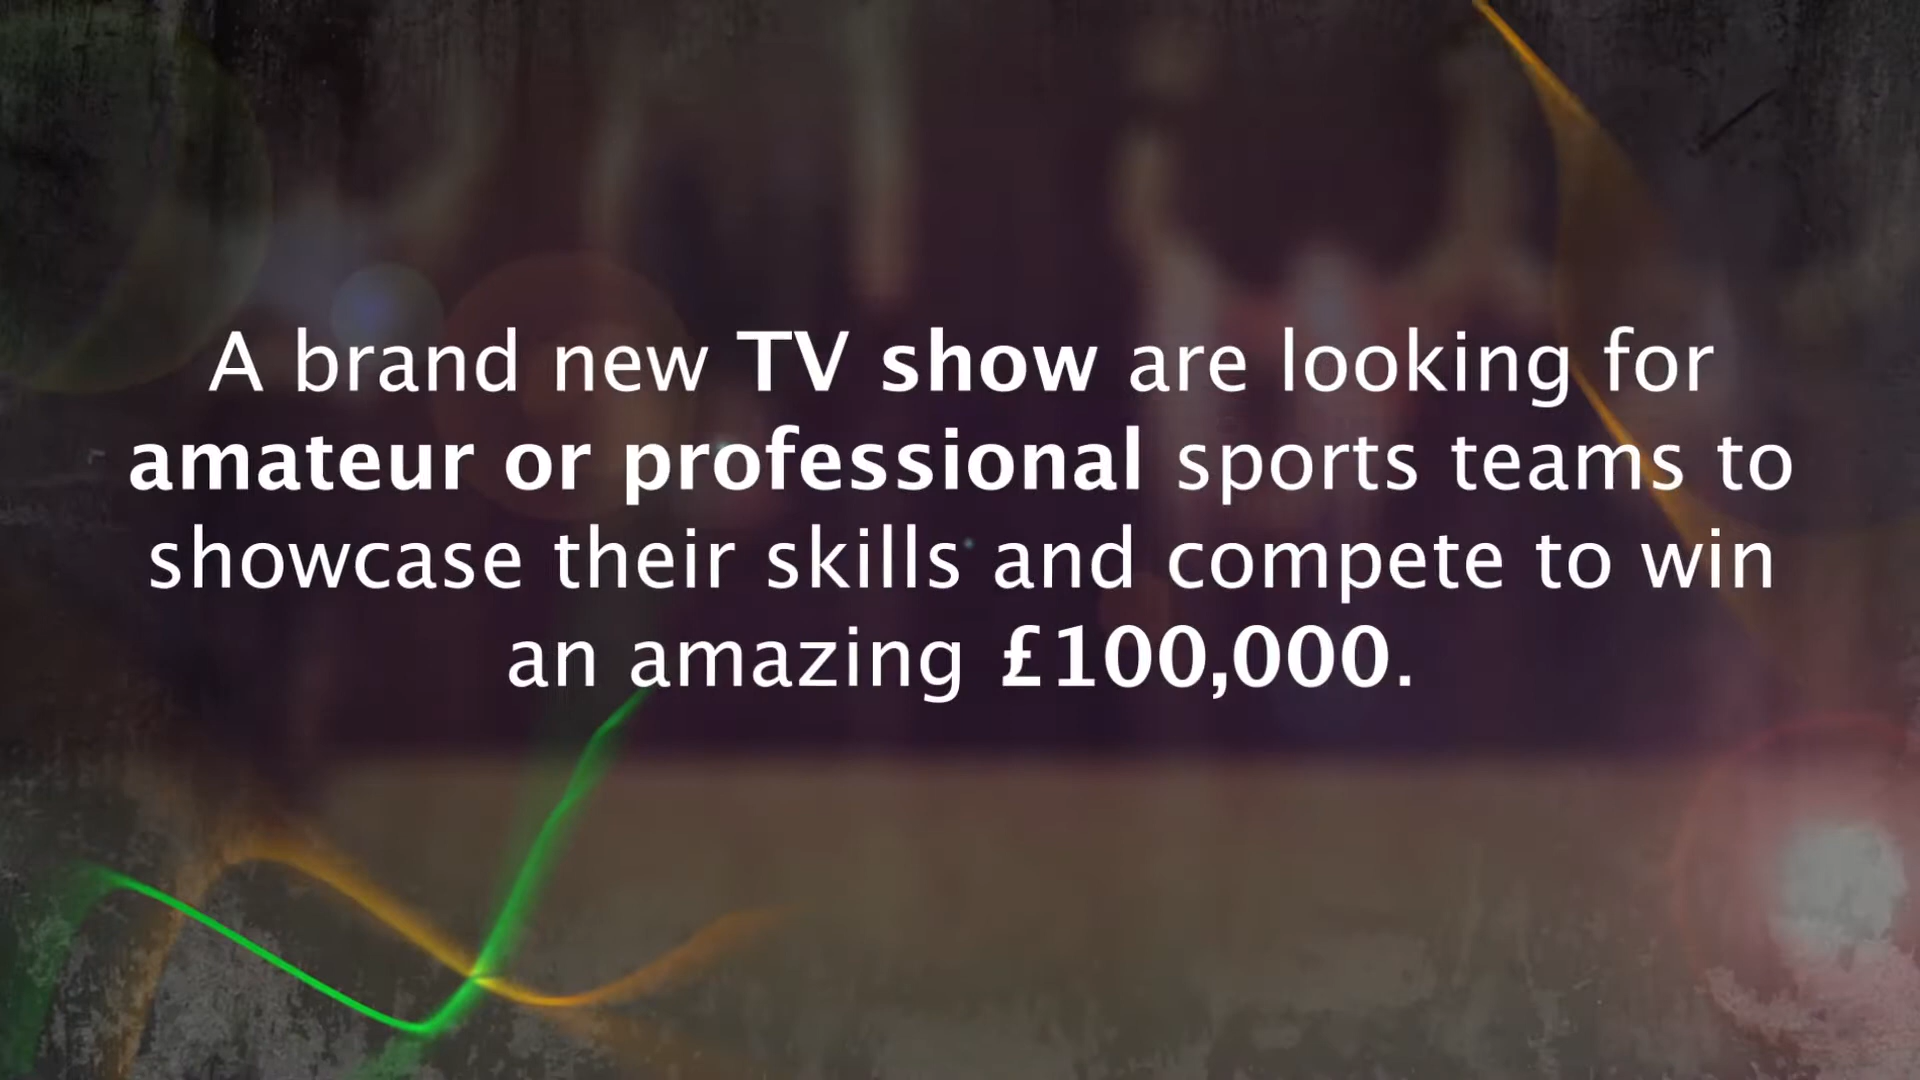 A brand new TV show are looking for
amateur or professional sports teams to
showcase their skills and compete to win
an amazing £100,000.